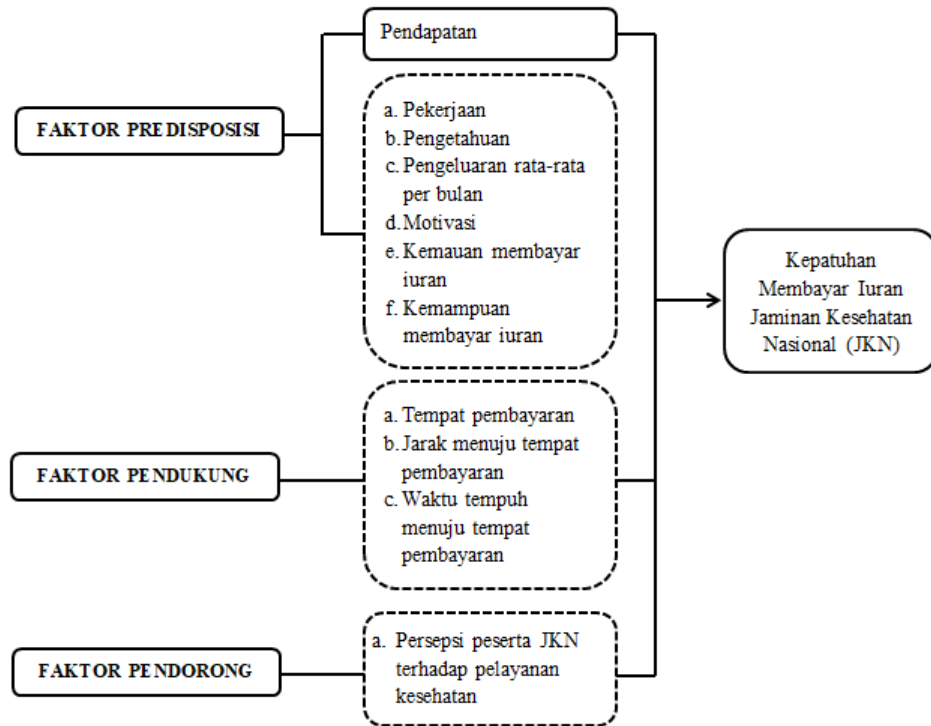 Pendapatan
FAKTOR PREDISPOSISI
a. Pekerjaan
b. Pengetahuan
c. Pengeluaran rata-rata
per bulan
d. Motivasi
e. Kemauan membayar
iuran
f. Kemampuan
membayar iuran
FAKTOR PENDUKUNG
a. Tempat pembayaran
b. Jarak menuju tempat
pembayaran
c. Waktu tempuh
menuju tempat
pembayaran
FAKTOR PENDORONG
a. Persepsi peserta JKN
terhadap pelayanan
kesehatan
Kepatuhan
Membayar Iuran
Jaminan Kesehatan
Nasional (JKN)